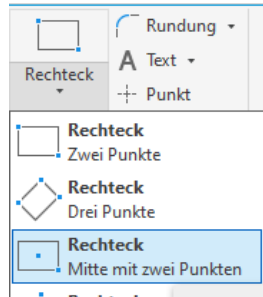 Rechteck
Rundung
Text
Punkt
Rechteck
Zwei Punkte
Rechteck
Drei Punkte
Rechteck
Mitte mit zwei Punkten